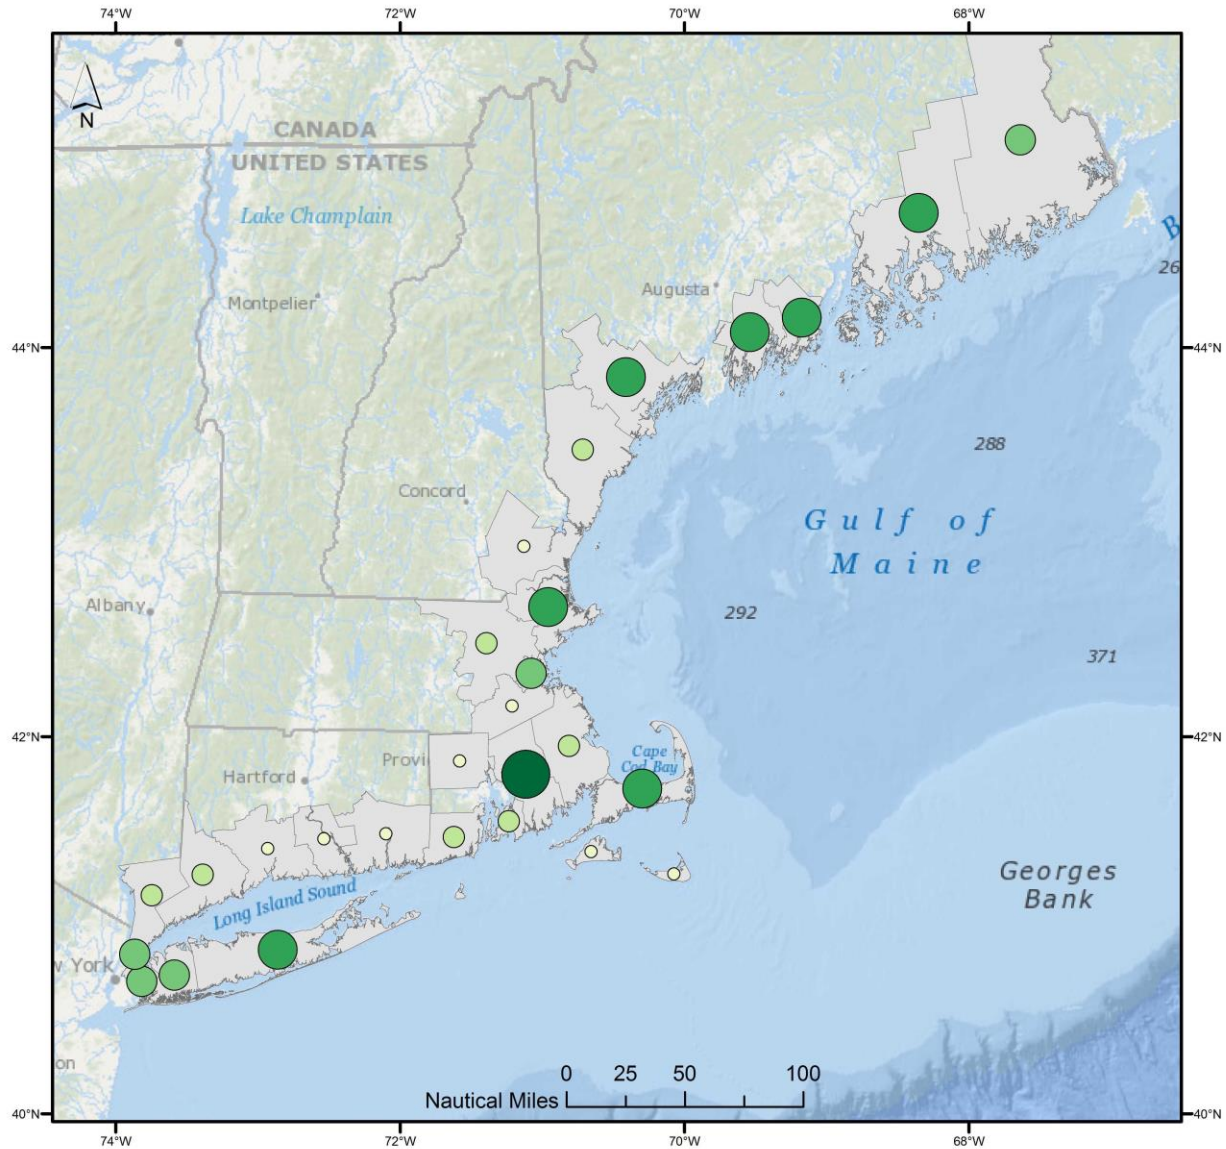 74°W
72°W
70°W
68°W
N
CANADA
UNITED STATES
Lake Champlain
B
26
Montpelier
Augusta
44°N
44°N
288
Concord
Gulf of
Maine
Albany
292
371
42°N
42°N
Cape
Cod Bay
Provi
Hartford
Georges
Bank
Long Island Sound
w York
on
0 25 50 100
Nautical Miles
40°N
40°N
74°W
72°W
70°W
68°W